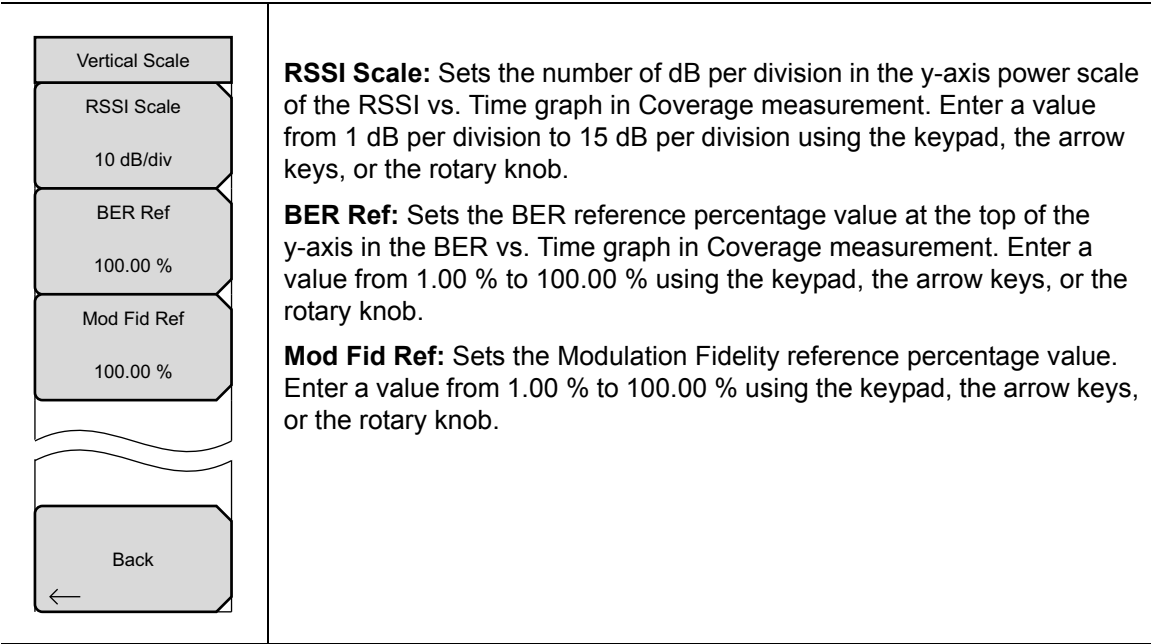 Vertical Scale
RSSI Scale
10 dB/div
BER Ref
100.00 %
Mod Fid Ref
100.00 %
Back
RSSI Scale: Sets the number of dB per division in the y-axis power scale
of the RSSI vs. Time graph in Coverage measurement. Enter a value
from 1 dB per division to 15 dB per division using the keypad, the arrow
keys, or the rotary knob.
BER Ref: Sets the BER reference percentage value at the top of the
y-axis in the BER vs. Time graph in Coverage measurement. Enter a
value from 1.00 % to 100.00 % using the keypad, the arrow keys, or the
rotary knob.
Mod Fid Ref: Sets the Modulation Fidelity reference percentage value.
Enter a value from 1.00 % to 100.00 % using the keypad, the arrow keys,
or the rotary knob.